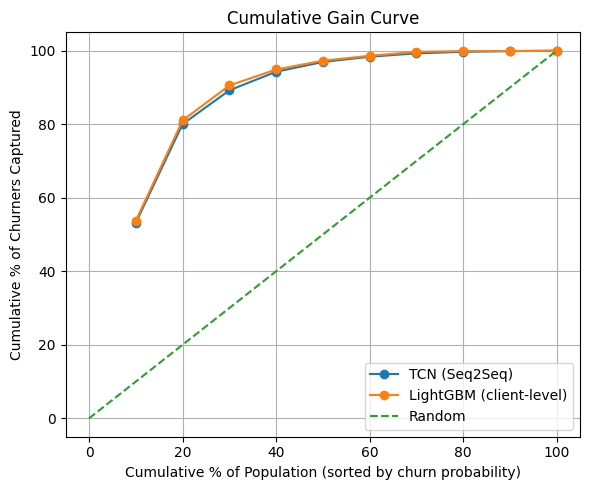 Cumulative Gain Curve
Cumulative % of Churners Captured
100
80
60
40
20
0
0 20 40 60 80 100
Cumulative % of Population (sorted by churn probability)
TCN (Seq2Seq)
LightGBM (client-level)
Random